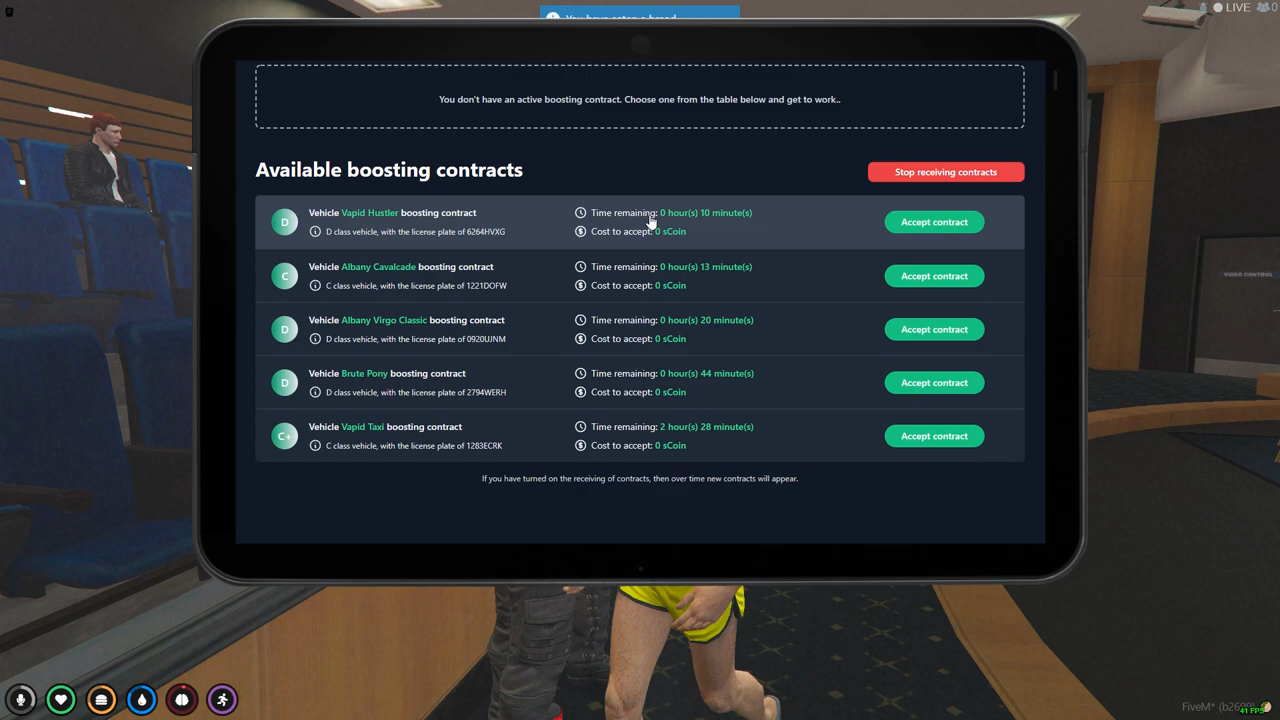 LIVE
0
You don't have an active boosting contract. Choose one from the table below and get to work..
Available boosting contracts
Stop receiving contracts
D
Vehicle Vapid Hustler boosting contract
D class vehicle, with the license plate of 6264HVXG
Time remaining: 0 hour(s) 10 minute(s)
Cost to accept: 0 sCoin
Accept contract
C
Vehicle Albany Cavalcade boosting contract
C class vehicle, with the license plate of 1221DOFW
Time remaining: 0 hour(s) 13 minute(s)
Cost to accept: 0 sCoin
Accept contract
D
Vehicle Albany Virgo Classic boosting contract
D class vehicle, with the license plate of 0920UJNM
Time remaining: 0 hour(s) 20 minute(s)
Cost to accept: 0 sCoin
Accept contract
D
Vehicle Brute Pony boosting contract
D class vehicle, with the license plate of 2794WERH
Time remaining: 0 hour(s) 44 minute(s)
Cost to accept: 0 sCoin
Accept contract
C+
Vehicle Vapid Taxi boosting contract
C class vehicle, with the license plate of 1283ECRK
Time remaining: 2 hour(s) 28 minute(s)
Cost to accept: 0 sCoin
Accept contract
If you have turned on the receiving of contracts, then over time new contracts will appear.
VIDEO CONTROL
FiveM*
41 FPS